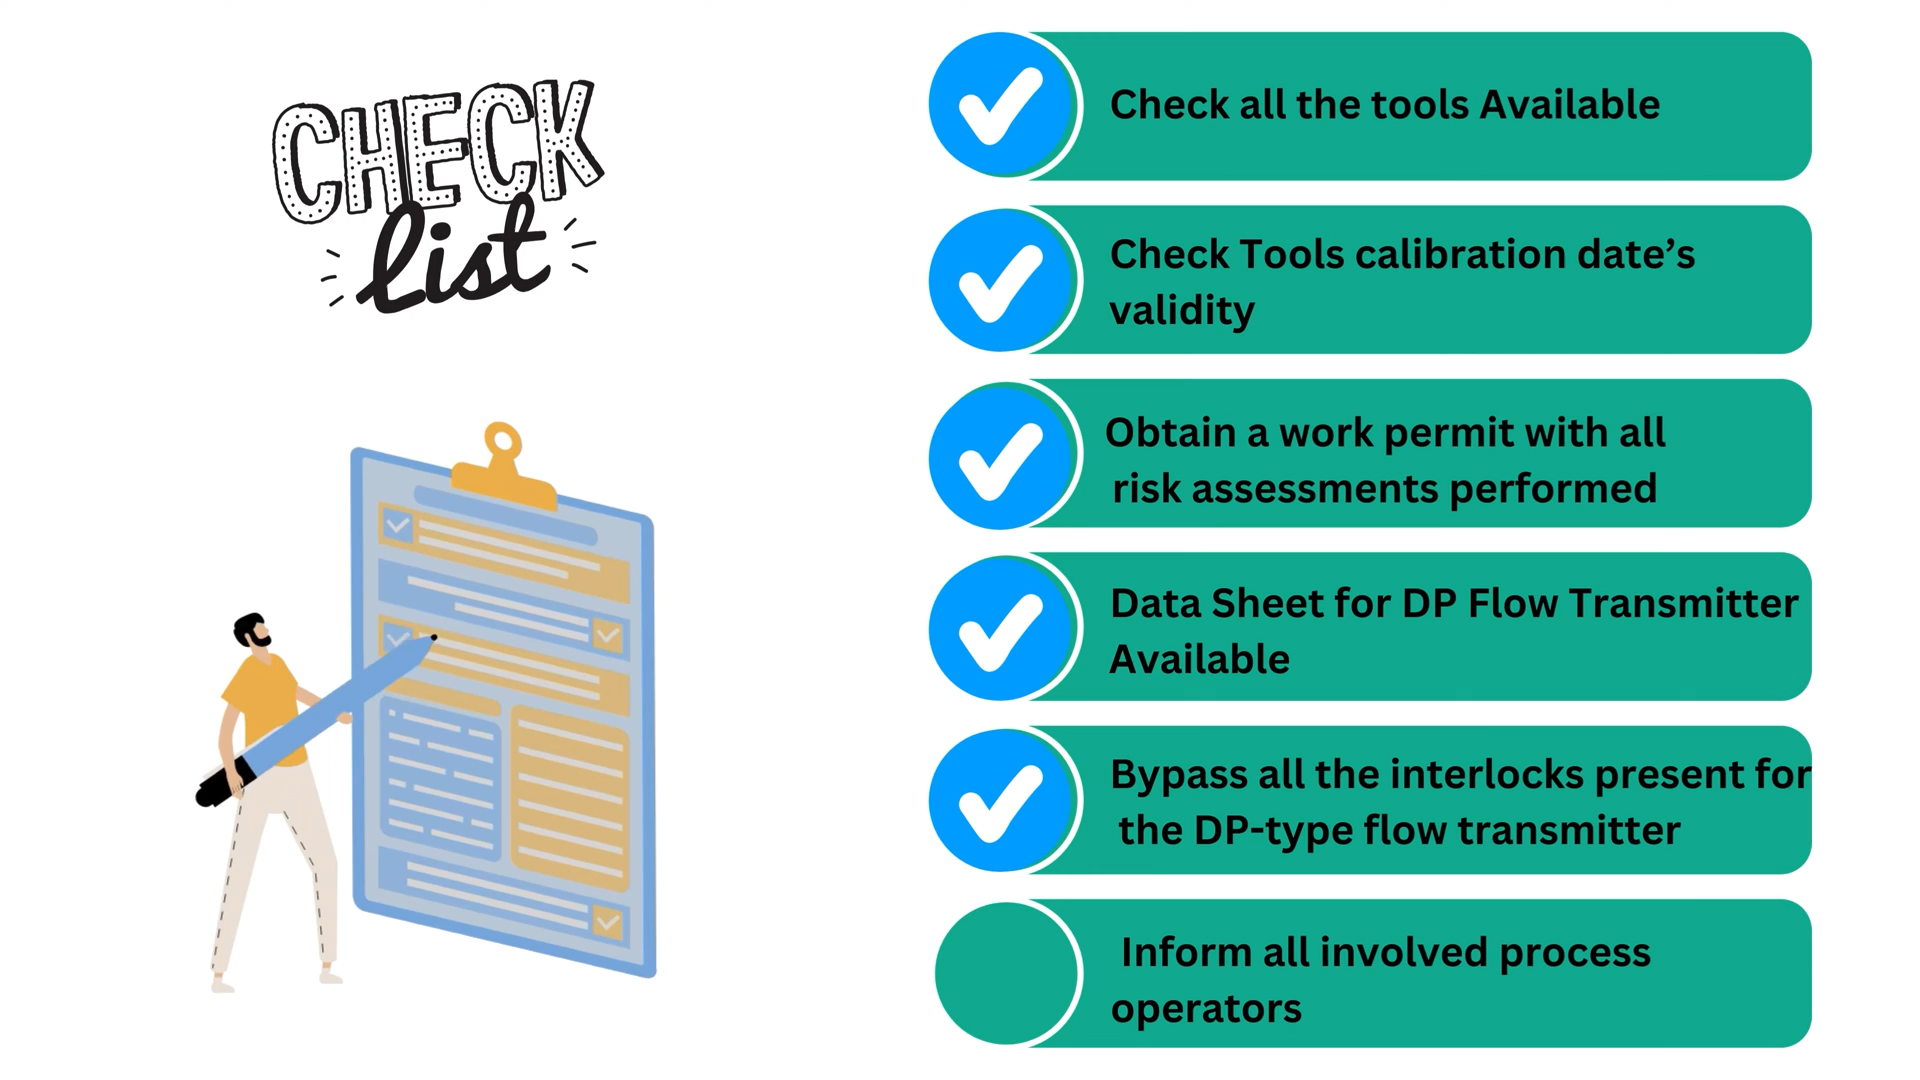 CHECK
list
Check all the tools Available
Check Tools calibration date’s
validity
Obtain a work permit with all
risk assessments performed
Data Sheet for DP Flow Transmitter
Available
Bypass all the interlocks present for
the DP-type flow transmitter
Inform all involved process
operators